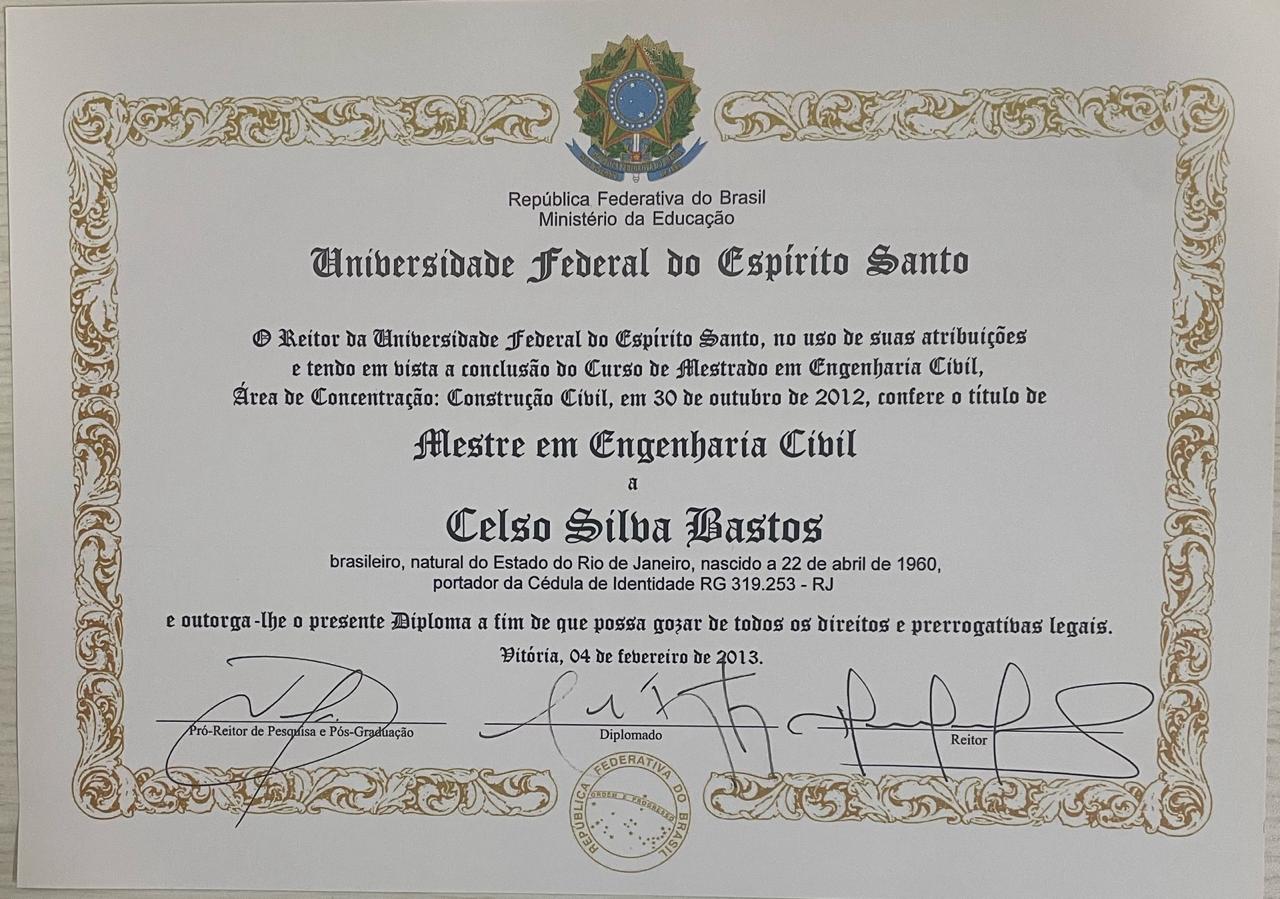 República Federativa do Brasil
Ministério da Educação
Universidade Federal do Espírito Santo
O Reitor da Universidade Federal do Espírito Santo, no uso de suas atribuições
e tendo em vista a conclusão do Curso de Mestrado em Engenharia Civil,
Área de Concentração: Construção Civil, em 30 de outubro de 2012, confere o título de
Mestre em Engenharia Civil
a
Celso Silva Bastos
brasileiro, natural do Estado do Rio de Janeiro, nascido a 22 de abril de 1960,
portador da Cédula de Identidade RG 319.253 - RJ
e outorga-lhe o presente Diploma a fim de que possa gozar de todos os direitos e prerrogativas legais.
Vitória, 04 de fevereiro de 2013.
Pró-Reitor de Pesquisa e Pós-Graduação
Diplomado
Reitor
REPÚBLICA FEDERATIVA DO BRASIL
ORDEM E PROGRESSO